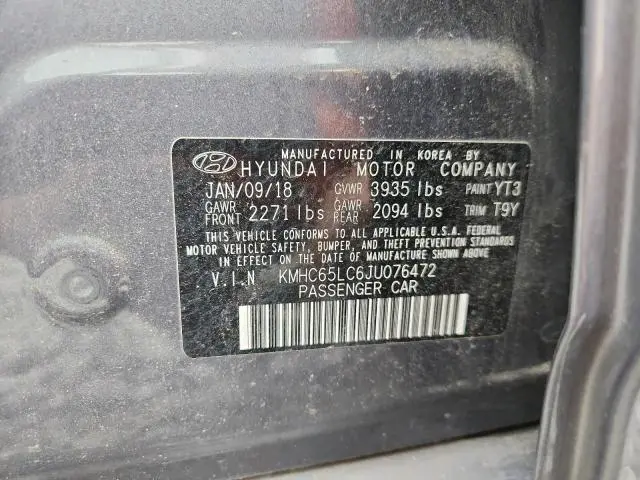 MANUFACTURED IN KOREA BY
HYUNDAI MOTOR COMPANY
JAN/09/18 GVWR 3935 lbs PAINT YT3
GAWR FRONT 2271 lbs GAWR REAR 2094 lbs TRIM T9Y
THIS VEHICLE CONFORMS TO ALL APPLICABLE U.S.A. FEDERAL
MOTOR VEHICLE SAFETY, BUMPER, AND THEFT PREVENTION STANDARDS
IN EFFECT ON THE DATE OF MANUFACTURE SHOWN ABOVE
V.I.N KMHC65LC6JU076472
PASSENGER CAR